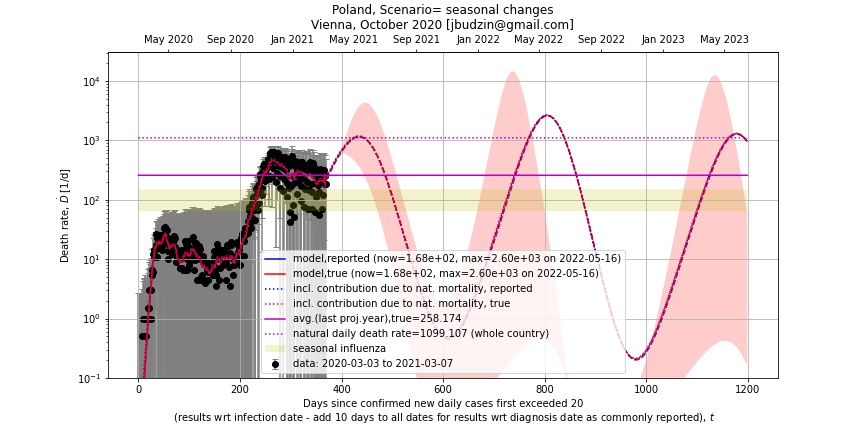 Poland, Scenario= seasonal changes
Vienna, October 2020 [jbudzin@gmail.com]
May 2020 Sep 2020 Jan 2021 May 2021 Sep 2021 Jan 2022 May 2022 Sep 2022 Jan 2023 May 2023
Death rate, D [1/d]
10⁴
10³
10²
10¹
10⁰
10⁻¹
model,reported (now=1.68e+02, max=2.60e+03 on 2022-05-16)
model,true (now=1.68e+02, max=2.60e+03 on 2022-05-16)
incl. contribution due to nat. mortality, reported
incl. contribution due to nat. mortality, true
avg.(last proj.year),true=258.174
natural daily death rate=1099.107 (whole country)
seasonal influenza
data: 2020-03-03 to 2021-03-07
0 200 400 600 800 1000 1200
Days since confirmed new daily cases first exceeded 20
(results wrt infection date - add 10 days to all dates for results wrt diagnosis date as commonly reported), t